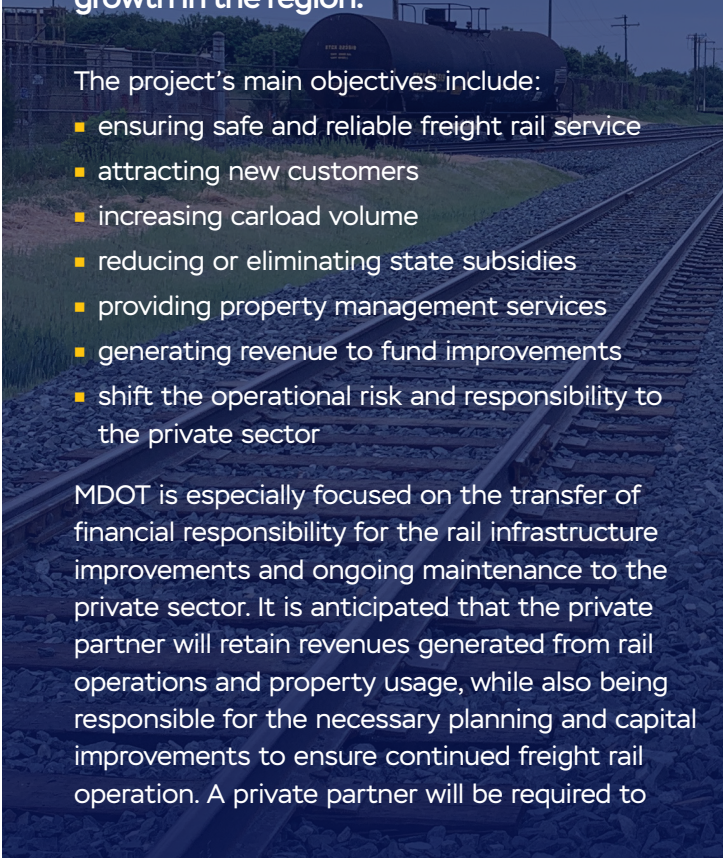 growth in the region.
The project's main objectives include:
▪ ensuring safe and reliable freight rail service
▪ attracting new customers
▪ increasing carload volume
▪ reducing or eliminating state subsidies
▪ providing property management services
▪ generating revenue to fund improvements
▪ shift the operational risk and responsibility to
the private sector
MDOT is especially focused on the transfer of
financial responsibility for the rail infrastructure
improvements and ongoing maintenance to the
private sector. It is anticipated that the private
partner will retain revenues generated from rail
operations and property usage, while also being
responsible for the necessary planning and capital
improvements to ensure continued freight rail
operation. A private partner will be required to